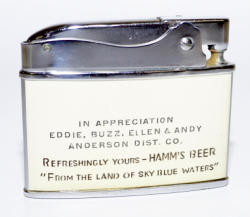 IN APPRECIATION
EDDIE, BUZZ, ELLEN & ANDY
ANDERSON DIST. CO.
REFRESHINGLY YOURS – HAMM'S BEER
"FROM THE LAND OF SKY BLUE WATERS"